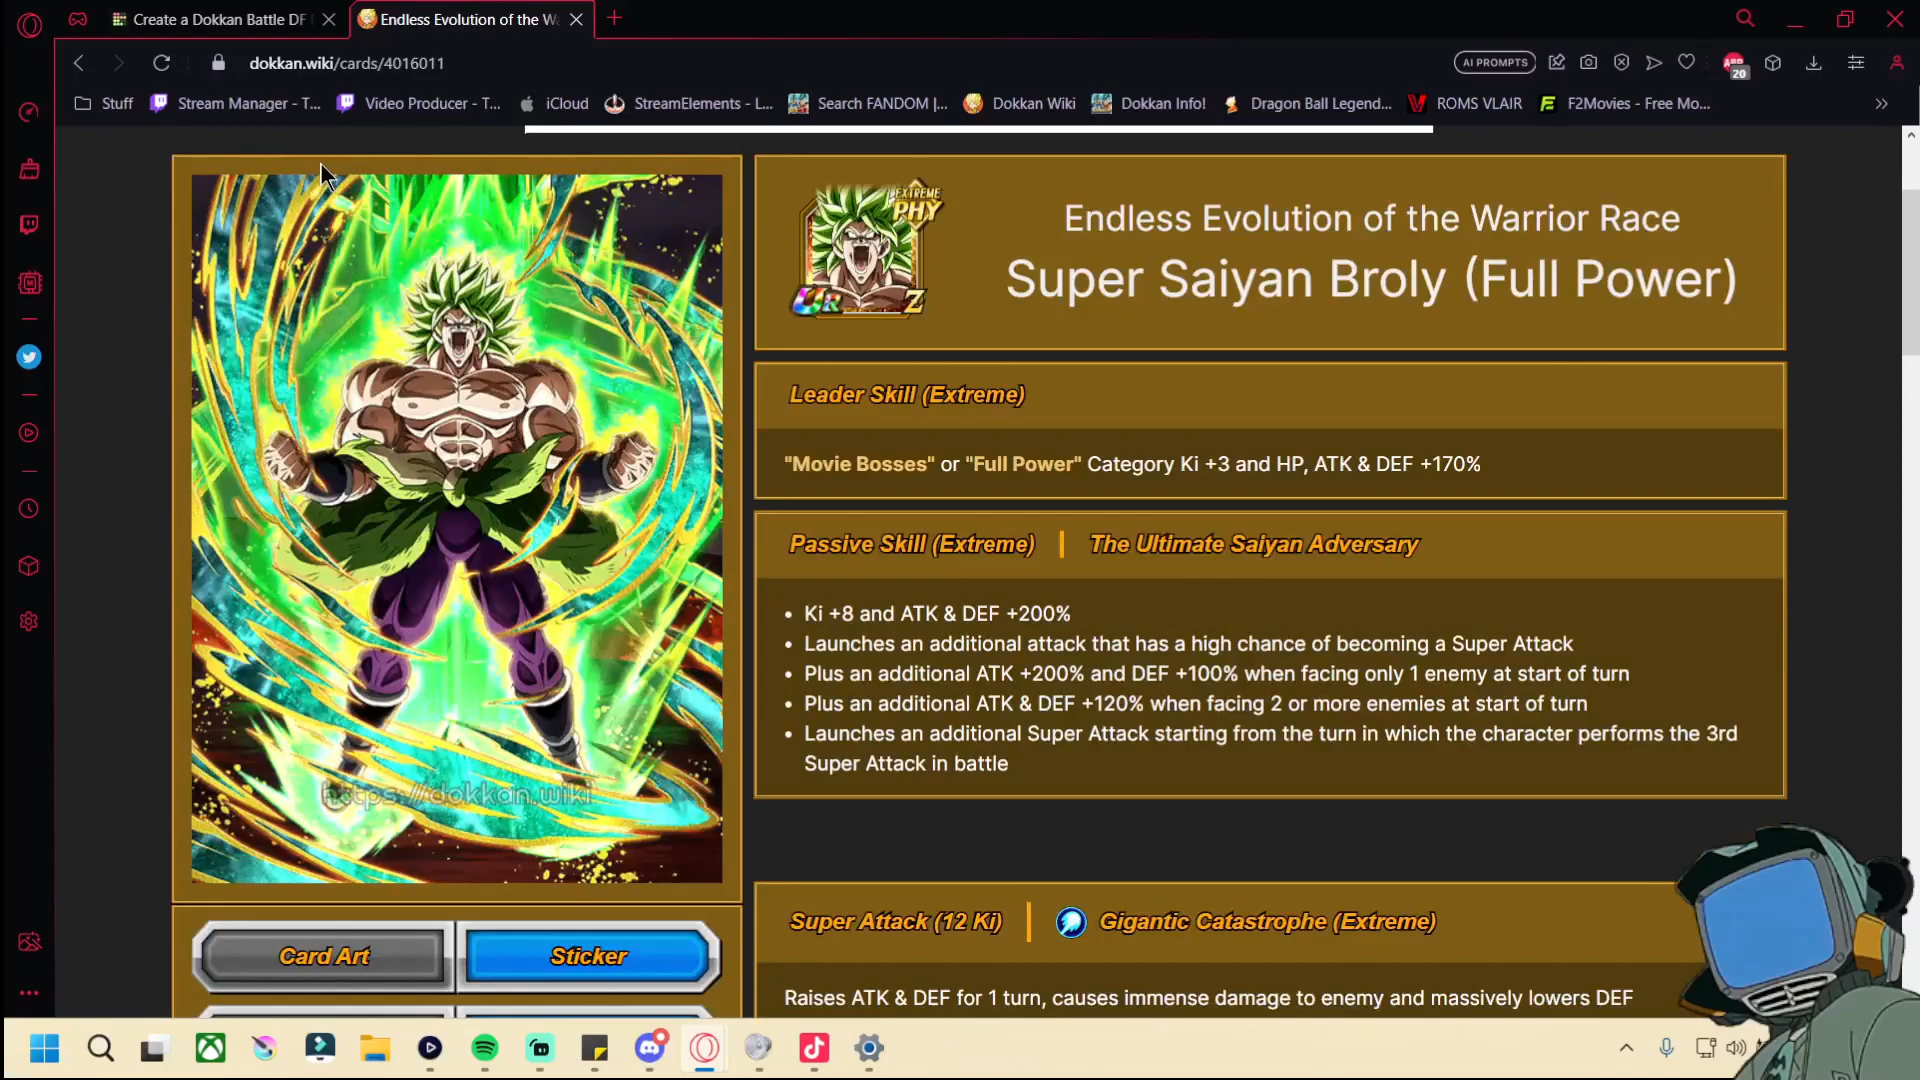 Create a Dokkan Battle DF
Endless Evolution of the Wa
dokkan.wiki/cards/4016011
AI PROMPTS
20
Stuff
Stream Manager - T...
Video Producer - T...
iCloud
StreamElements - L...
Search FANDOM |...
Dokkan Wiki
Dokkan Info!
Dragon Ball Legend...
ROMS VLAIR
F2Movies - Free Mo...
EXTREME
PHY
UR
Z
Endless Evolution of the Warrior Race
Super Saiyan Broly (Full Power)
Leader Skill (Extreme)
"Movie Bosses" or "Full Power" Category Ki +3 and HP, ATK & DEF +170%
Passive Skill (Extreme) | The Ultimate Saiyan Adversary
• Ki +8 and ATK & DEF +200%
• Launches an additional attack that has a high chance of becoming a Super Attack
• Plus an additional ATK +200% and DEF +100% when facing only 1 enemy at start of turn
• Plus an additional ATK & DEF +120% when facing 2 or more enemies at start of turn
• Launches an additional Super Attack starting from the turn in which the character performs the 3rd
Super Attack in battle
https://dokkan.wiki
Super Attack (12 Ki) | Gigantic Catastrophe (Extreme)
Card Art
Sticker
Raises ATK & DEF for 1 turn, causes immense damage to enemy and massively lowers DEF